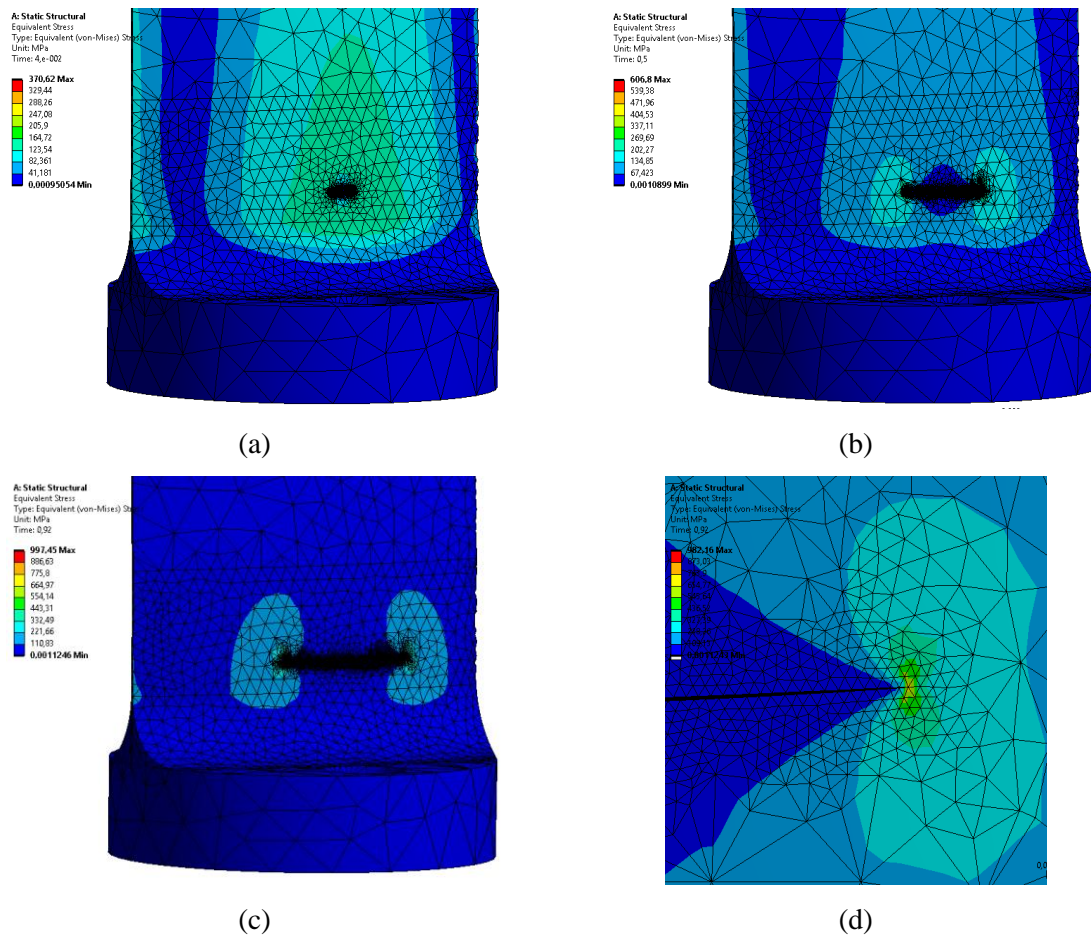 A: Static Structural
Equivalent Stress
Type: Equivalent (von-Mises) Stress
Unit: MPa
Time: 4,e-002
370,62 Max
329,44
288,26
247,08
205,9
164,72
123,54
82,361
41,181
0,00095054 Min
(a)
A: Static Structural
Equivalent Stress
Type: Equivalent (von-Mises) Stress
Unit: MPa
Time: 0,5
606,8 Max
539,38
471,96
404,53
337,11
269,69
202,27
134,85
67,423
0,0010899 Min
(b)
A: Static Structural
Equivalent Stress
Type: Equivalent (von-Mises) Str
Unit: MPa
Time: 0,92
997,45 Max
886,63
775,8
664,97
554,14
443,31
332,49
221,66
110,83
0,0011246 Min
(c)
A: Static Structural
Equivalent Stress
Type: Equivalent (von-Mises) Stress
Unit: MPa
Time: 0,92
982,16 Max
(d)